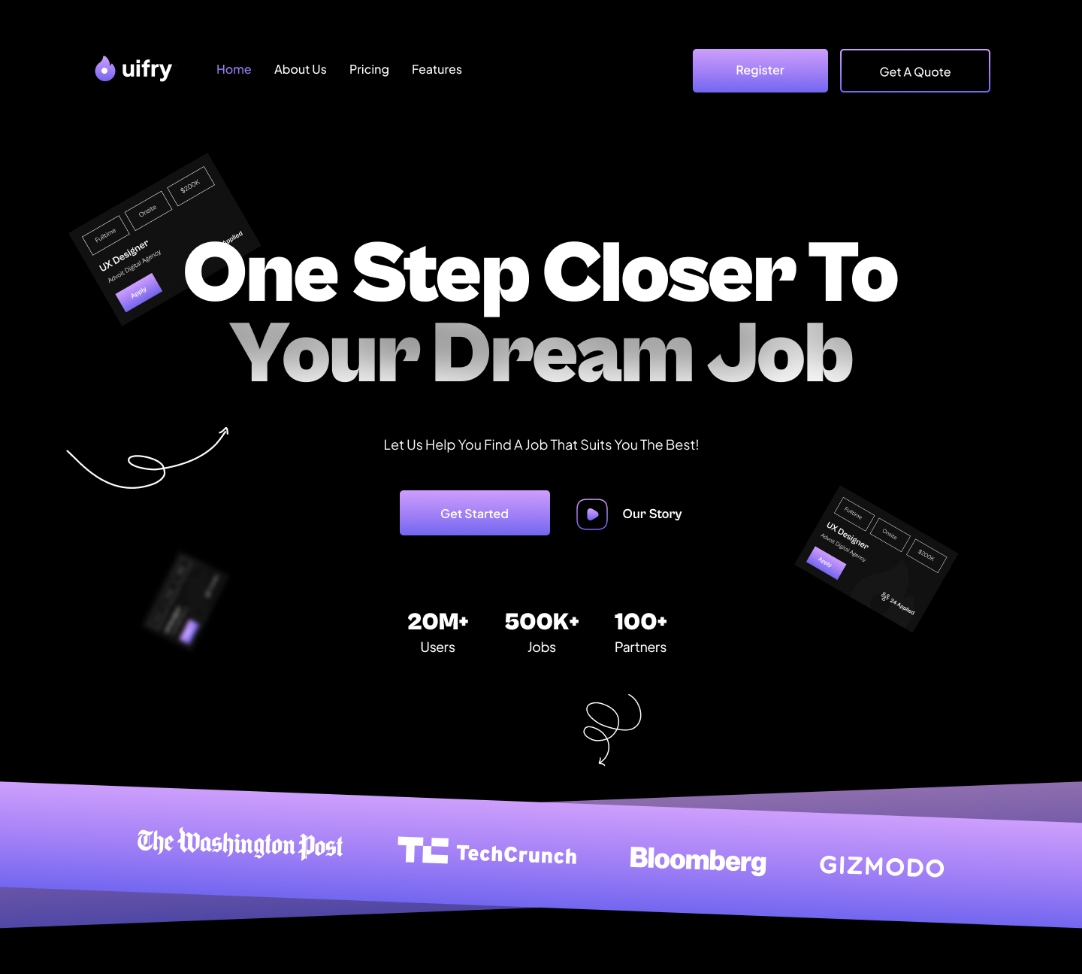 uifry
Home About Us Pricing Features
Register
Get A Quote
Fulltime Onsite $200K
UX Designer
Adroit Digital Agency
Applied
Apply
One Step Closer To
Your Dream Job
Let Us Help You Find A Job That Suits You The Best!
Get Started
Our Story
Fulltime Onsite $200K
UX Designer
Adroit Digital Agency
Apply
24 Applied
20M+ 500K+ 100+
Users Jobs Partners
The Washington Post TC TechCrunch Bloomberg GIZMODO